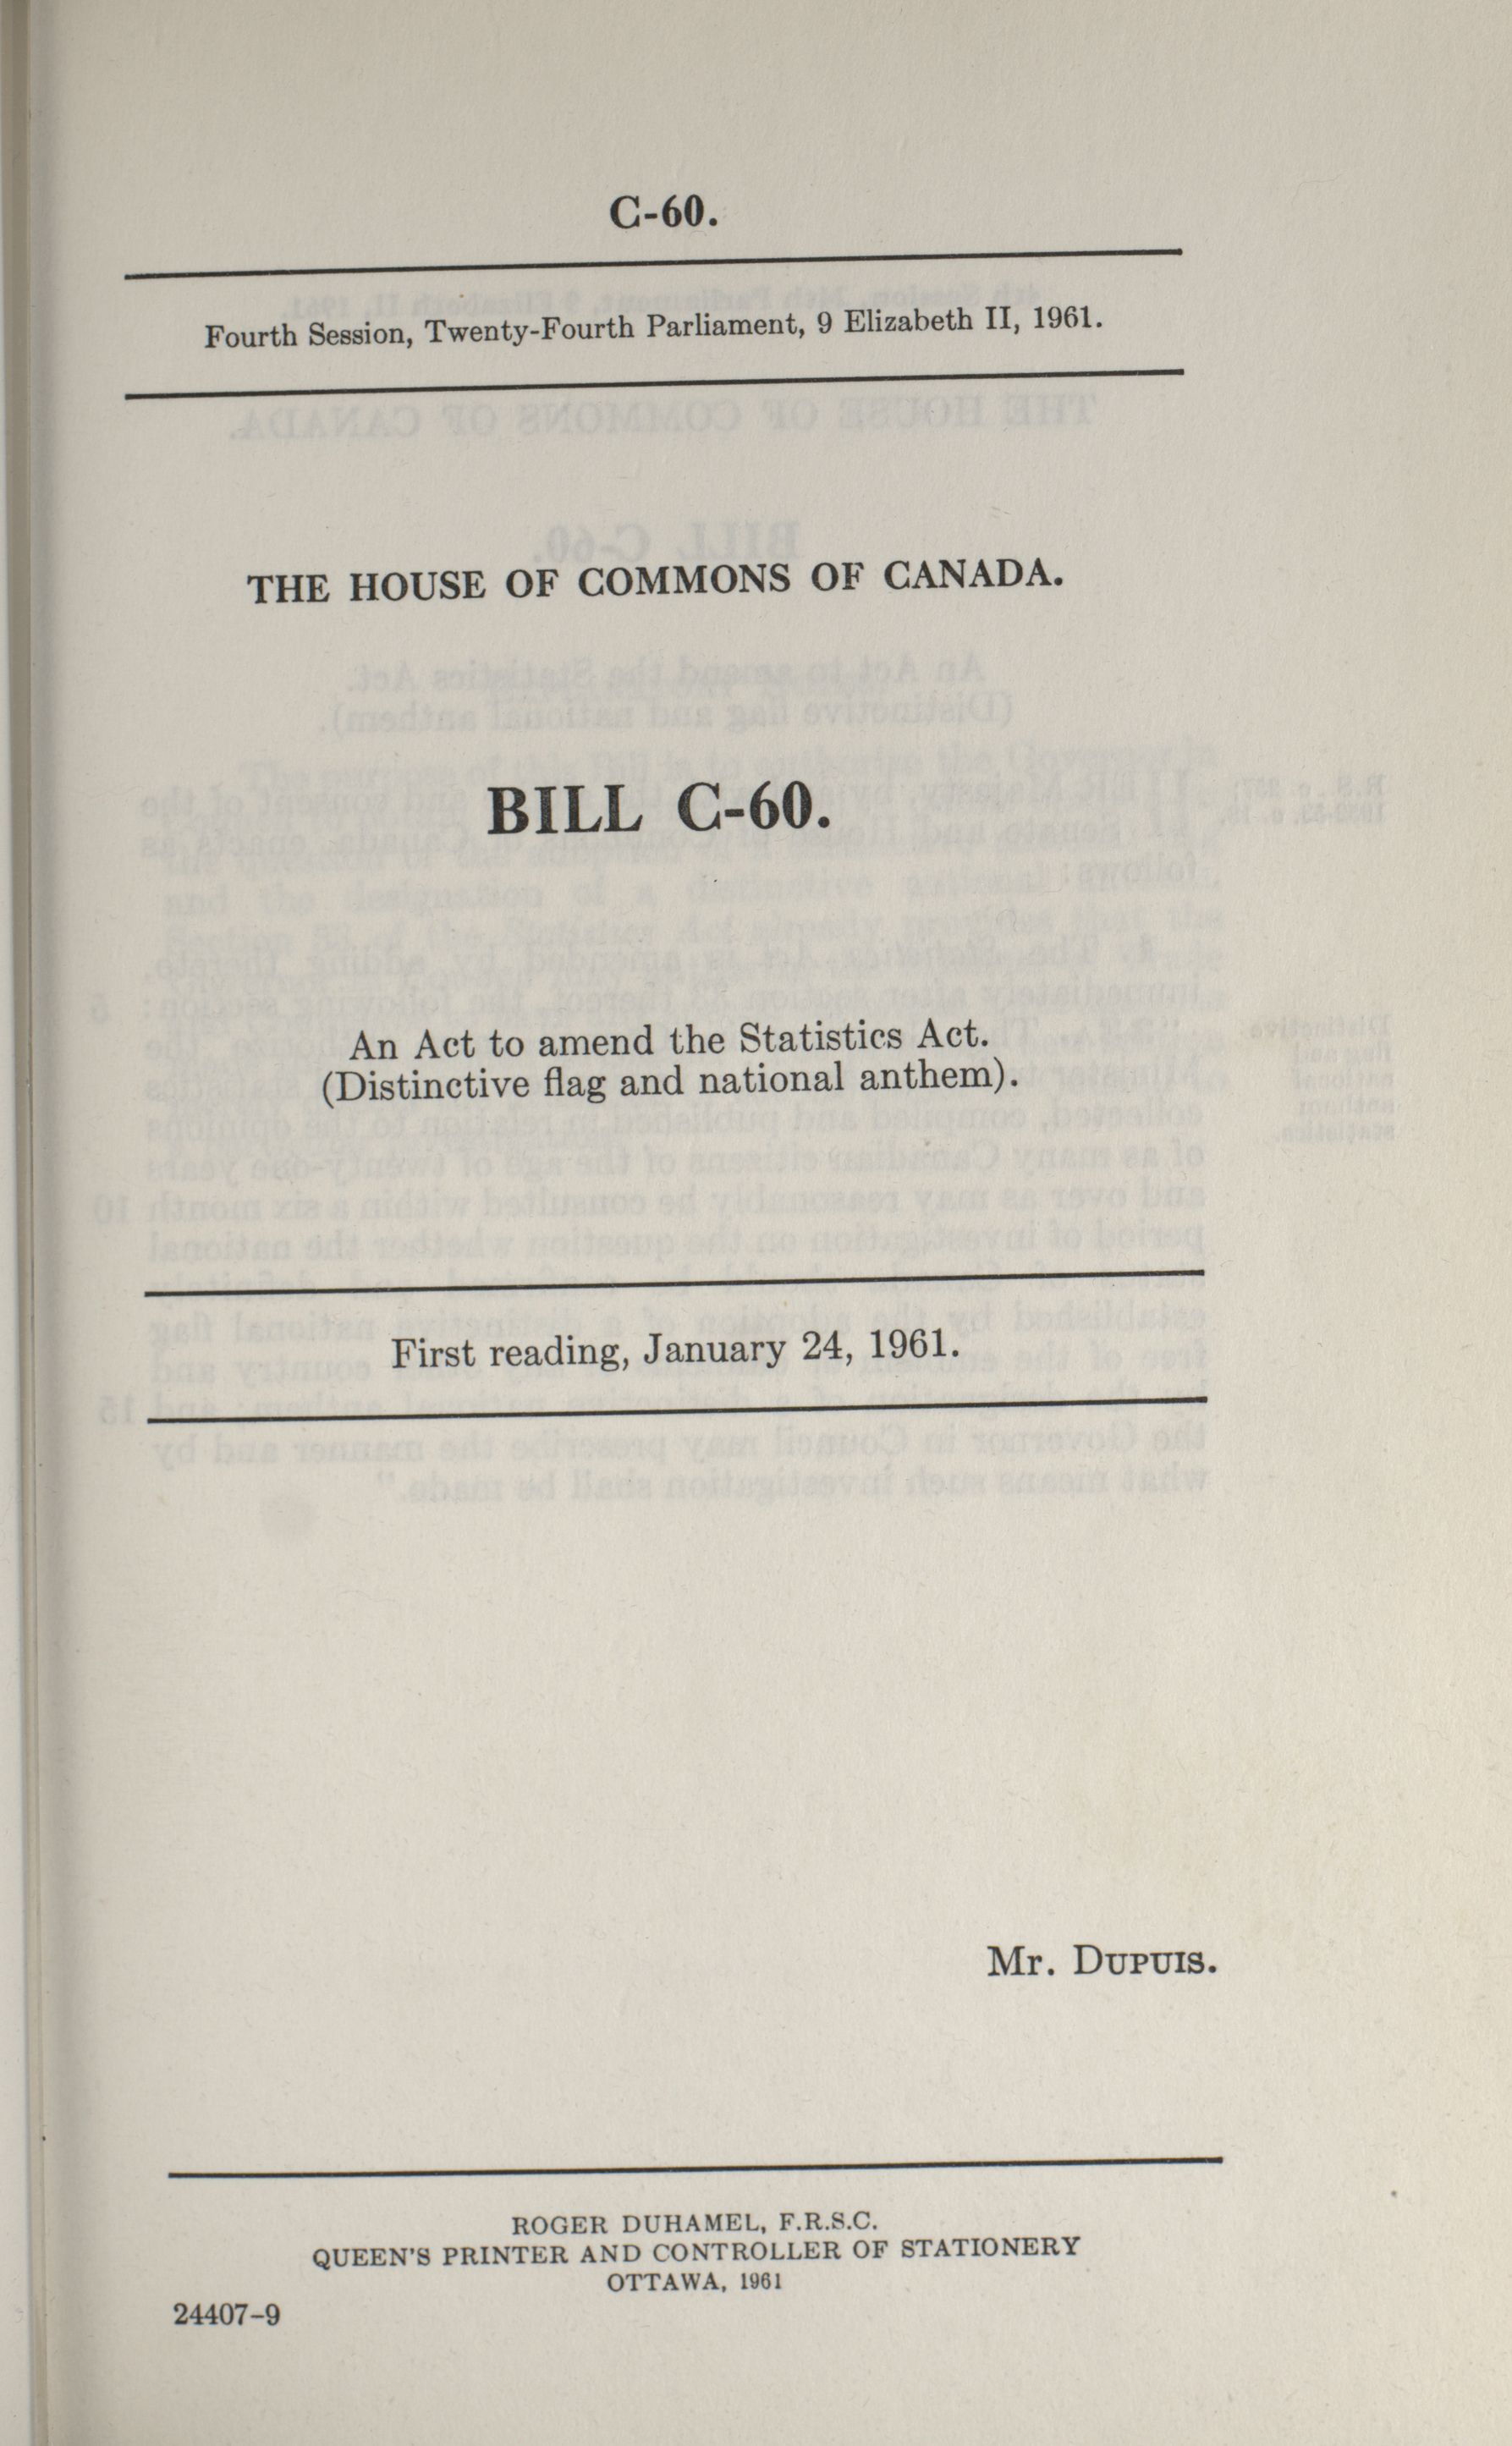 C-60.
Fourth Session, Twenty-Fourth Parliament, 9 Elizabeth II, 1961.
THE HOUSE OF COMMONS OF CANADA.
BILL C-60.
An Act to amend the Statistics Act.
(Distinctive flag and national anthem).
First reading, January 24, 1961.
Mr. DUPUIS.
ROGER DUHAMEL, F.R.S.C.
QUEEN'S PRINTER AND CONTROLLER OF STATIONERY
OTTAWA, 1961
24407-9